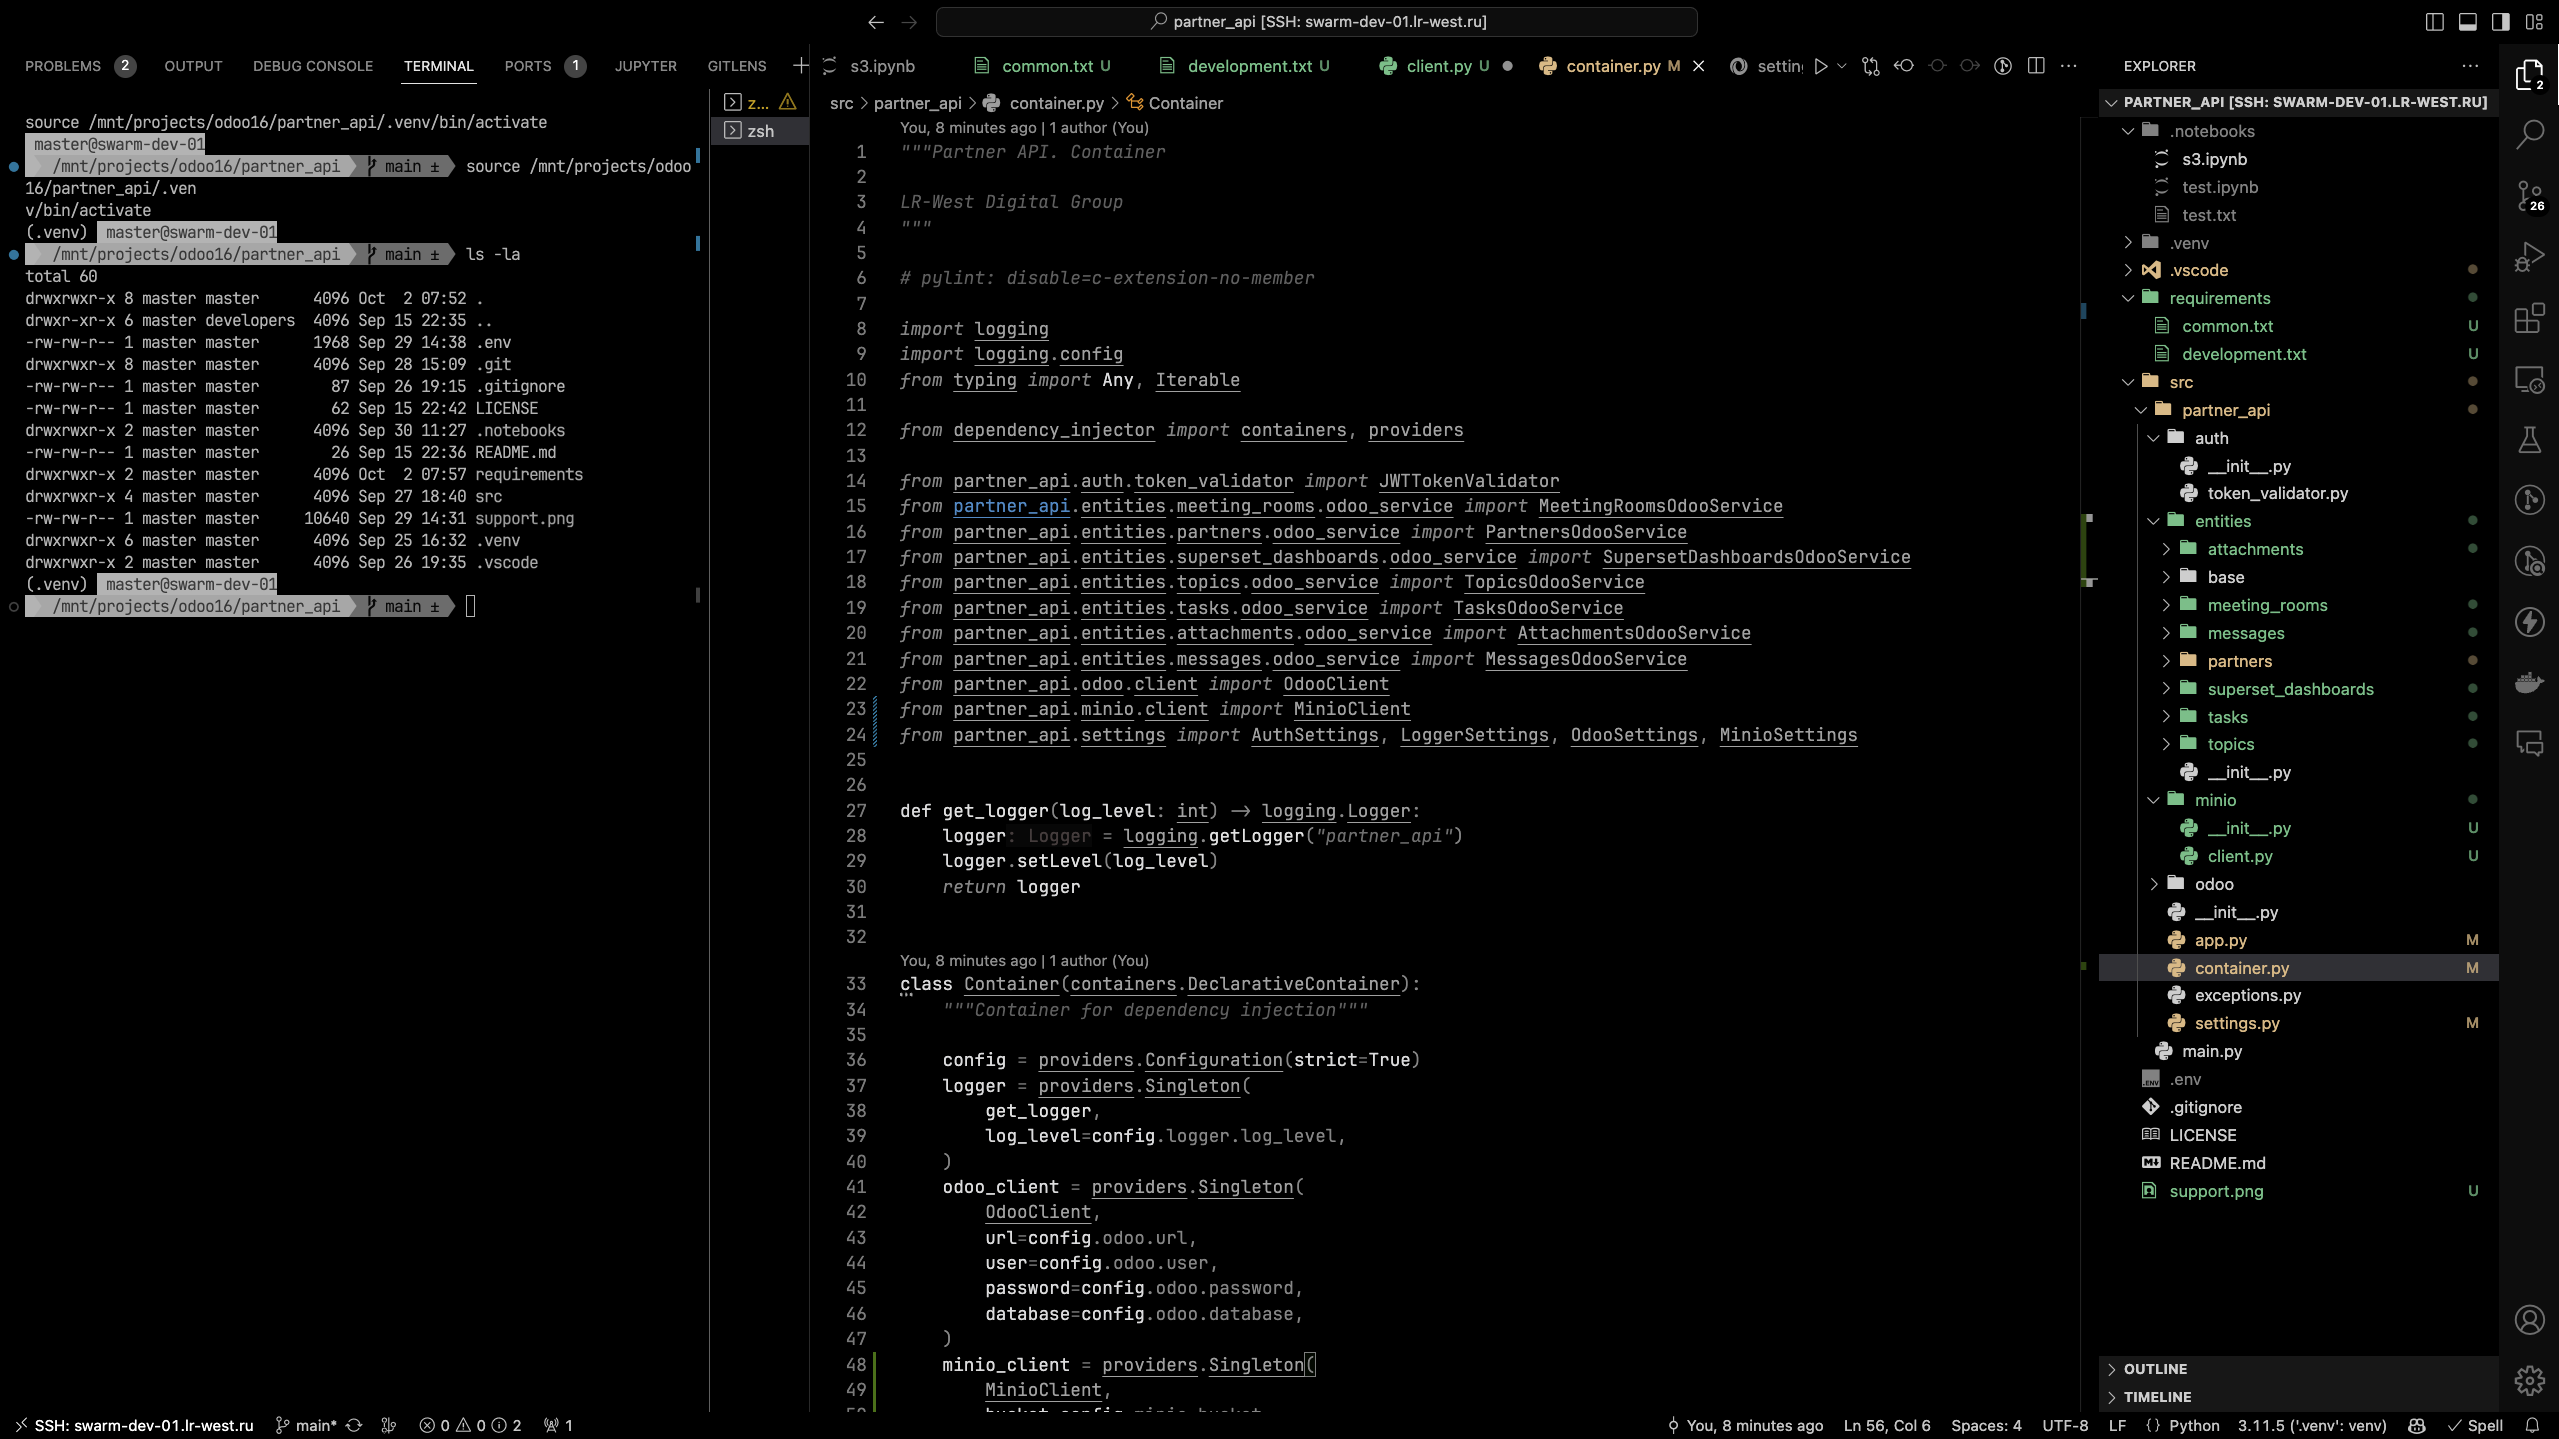 partner_api [SSH: swarm-dev-01.lr-west.ru]
PROBLEMS 2 OUTPUT DEBUG CONSOLE TERMINAL PORTS 1 JUPYTER GITLENS
source /mnt/projects/odoo16/partner_api/.venv/bin/activate
master@swarm-dev-01
/mnt/projects/odoo16/partner_api main ± source /mnt/projects/odoo
16/partner_api/.ven
v/bin/activate
(.venv) master@swarm-dev-01
/mnt/projects/odoo16/partner_api main ± ls -la
total 60
drwxrwxr-x 8 master master 4096 Oct 2 07:52 .
drwxr-xr-x 6 master developers 4096 Sep 15 22:35 ..
-rw-rw-r-- 1 master master 1968 Sep 29 14:38 .env
drwxrwxr-x 8 master master 4096 Sep 28 15:09 .git
-rw-rw-r-- 1 master master 87 Sep 26 19:15 .gitignore
-rw-rw-r-- 1 master master 62 Sep 15 22:42 LICENSE
drwxrwxr-x 2 master master 4096 Sep 30 11:27 .notebooks
-rw-rw-r-- 1 master master 26 Sep 15 22:36 README.md
drwxrwxr-x 2 master master 4096 Oct 2 07:57 requirements
drwxrwxr-x 4 master master 4096 Sep 27 18:40 src
-rw-rw-r-- 1 master master 10640 Sep 29 14:31 support.png
drwxrwxr-x 6 master master 4096 Sep 25 16:32 .venv
drwxrwxr-x 2 master master 4096 Sep 26 19:35 .vscode
(.venv) master@swarm-dev-01
/mnt/projects/odoo16/partner_api main ±
z...
zsh
s3.ipynb common.txt U development.txt U client.py U container.py M settin
src > partner_api > container.py > Container
You, 8 minutes ago | 1 author (You)
1 """Partner API. Container
2
3 LR-West Digital Group
4 """
5
6 # pylint: disable=c-extension-no-member
7
8 import logging
9 import logging.config
10 from typing import Any, Iterable
11
12 from dependency_injector import containers, providers
13
14 from partner_api.auth.token_validator import JWTTokenValidator
15 from partner_api.entities.meeting_rooms.odoo_service import MeetingRoomsOdooService
16 from partner_api.entities.partners.odoo_service import PartnersOdooService
17 from partner_api.entities.superset_dashboards.odoo_service import SupersetDashboardsOdooService
18 from partner_api.entities.topics.odoo_service import TopicsOdooService
19 from partner_api.entities.tasks.odoo_service import TasksOdooService
20 from partner_api.entities.attachments.odoo_service import AttachmentsOdooService
21 from partner_api.entities.messages.odoo_service import MessagesOdooService
22 from partner_api.odoo.client import OdooClient
23 from partner_api.minio.client import MinioClient
24 from partner_api.settings import AuthSettings, LoggerSettings, OdooSettings, MinioSettings
25
26
27 def get_logger(log_level: int) -> logging.Logger:
28 logger: Logger = logging.getLogger("partner_api")
29 logger.setLevel(log_level)
30 return logger
31
32
You, 8 minutes ago | 1 author (You)
33 class Container(containers.DeclarativeContainer):
34 """Container for dependency injection"""
35
36 config = providers.Configuration(strict=True)
37 logger = providers.Singleton(
38 get_logger,
39 log_level=config.logger.log_level,
40 )
41 odoo_client = providers.Singleton(
42 OdooClient,
43 url=config.odoo.url,
44 user=config.odoo.user,
45 password=config.odoo.password,
46 database=config.odoo.database,
47 )
48 minio_client = providers.Singleton(
49 MinioClient,
EXPLORER
PARTNER_API [SSH: SWARM-DEV-01.LR-WEST.RU]
.notebooks
s3.ipynb
test.ipynb
test.txt
.venv
.vscode
requirements
common.txt U
development.txt U
src
partner_api
auth
__init__.py
token_validator.py
entities
attachments
base
meeting_rooms
messages
partners
superset_dashboards
tasks
topics
__init__.py
minio
__init__.py U
client.py U
odoo
__init__.py
app.py M
container.py M
exceptions.py
settings.py M
main.py
.env
.gitignore
LICENSE
README.md
support.png U
OUTLINE
TIMELINE
2
26
SSH: swarm-dev-01.lr-west.ru main* 0 0 2 1 You, 8 minutes ago Ln 56, Col 6 Spaces: 4 UTF-8 LF {} Python 3.11.5 ('.venv': venv) Spell